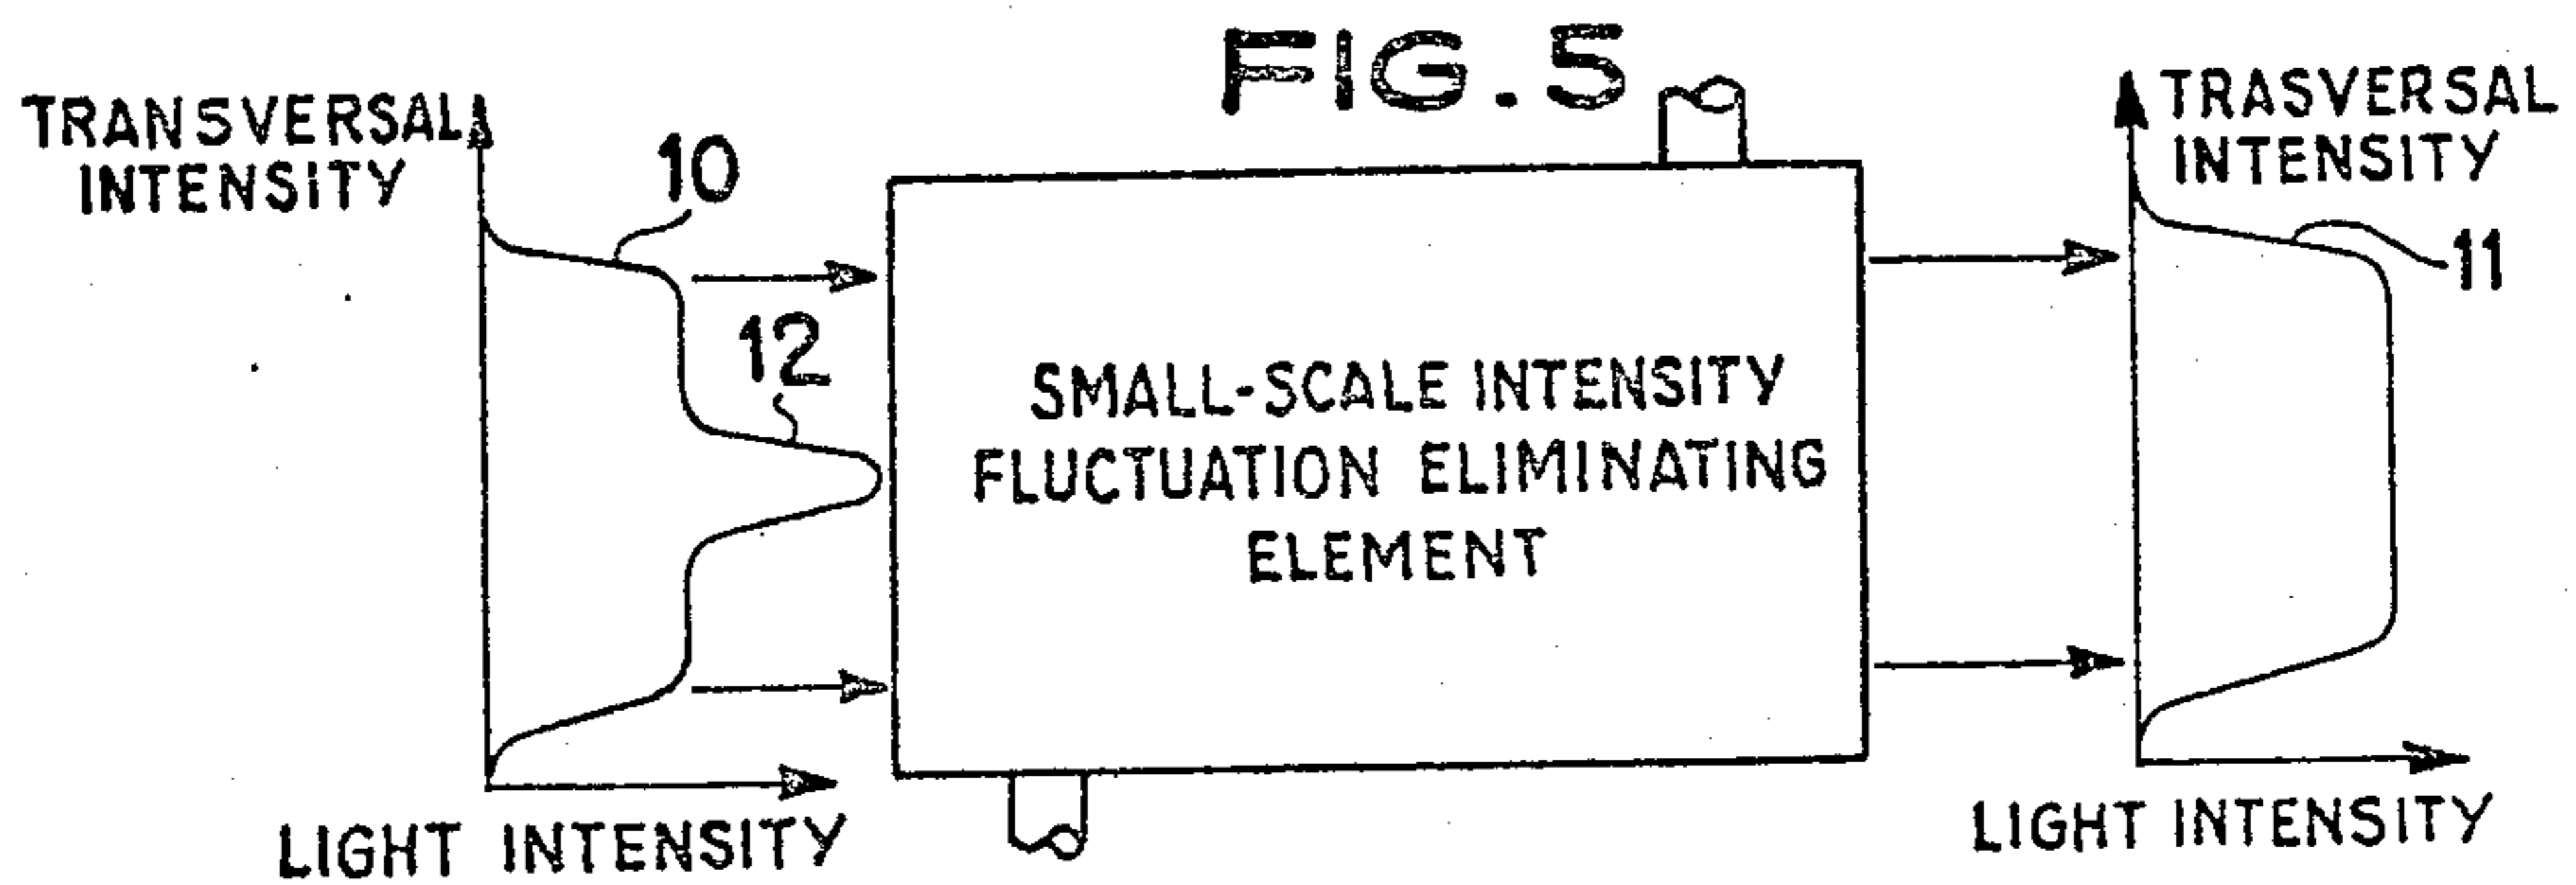 FIG.5
TRANSVERSAL
INTENSITY
10
12
LIGHT INTENSITY
SMALL-SCALE INTENSITY
FLUCTUATION ELIMINATING
ELEMENT
TRASVERSAL
INTENSITY
11
LIGHT INTENSITY